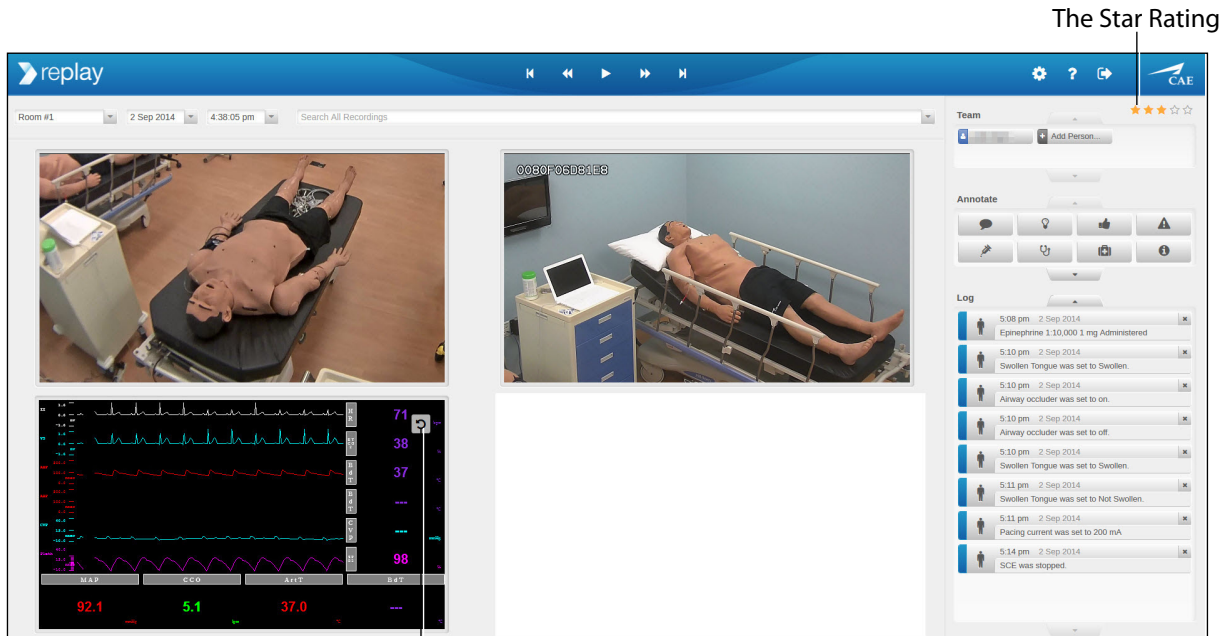 The Star Rating
replay
CAE
Room #1
2 Sep 2014
4:38:05 pm
Search All Recordings
Team
Add Person...
0080F06D81E8
Annotate
Log
5:08 pm 2 Sep 2014
Epinephrine 1:10,000 1 mg Administered
5:10 pm 2 Sep 2014
Swollen Tongue was set to Swollen.
5:10 pm 2 Sep 2014
Airway occluder was set to on.
5:10 pm 2 Sep 2014
Airway occluder was set to off.
5:10 pm 2 Sep 2014
Swollen Tongue was set to Swollen.
5:11 pm 2 Sep 2014
Swollen Tongue was set to Not Swollen.
5:11 pm 2 Sep 2014
Pacing current was set to 200 mA
5:14 pm 2 Sep 2014
SCE was stopped.
HR
71
38
BdT
37
BdT
---
CVP
---
98
MAP
CCO
ArtT
BdT
92.1
5.1
37.0
---